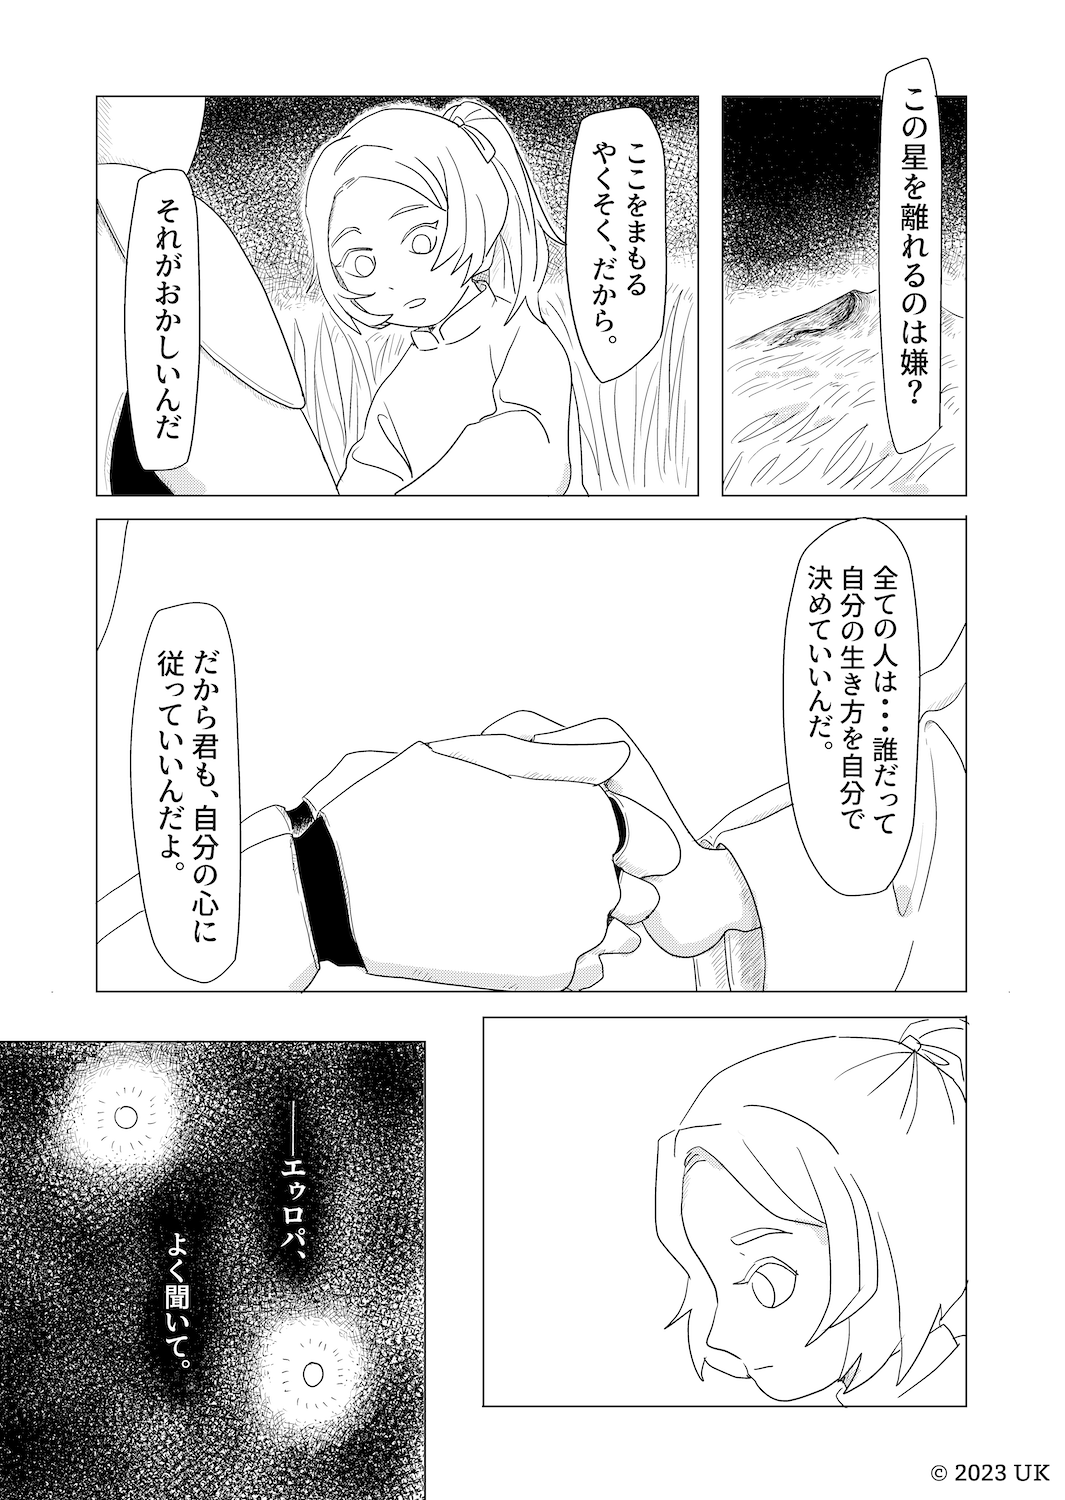 この星を離れるのは嫌？
ここをまもる
やくそく、だから。
それがおかしいんだ
全ての人は・・・誰だって
自分の生き方を自分で
決めていいんだ。
だから君も、自分の心に
従っていいんだよ。
――エゥロパ、
よく聞いて。
© 2023 UK